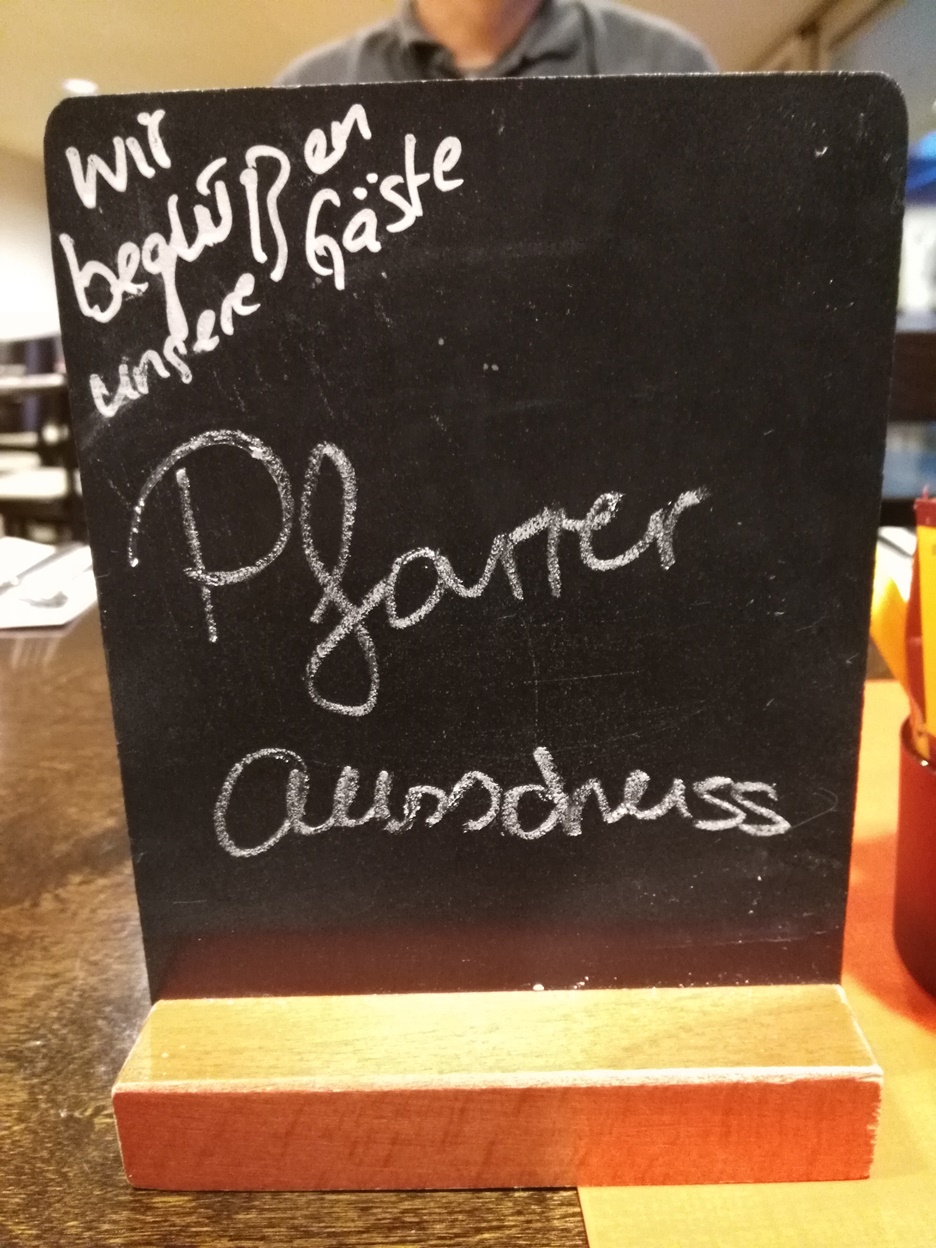 Wir
begrüßen
unsere Gäste
Pfarrer
Ausschuss